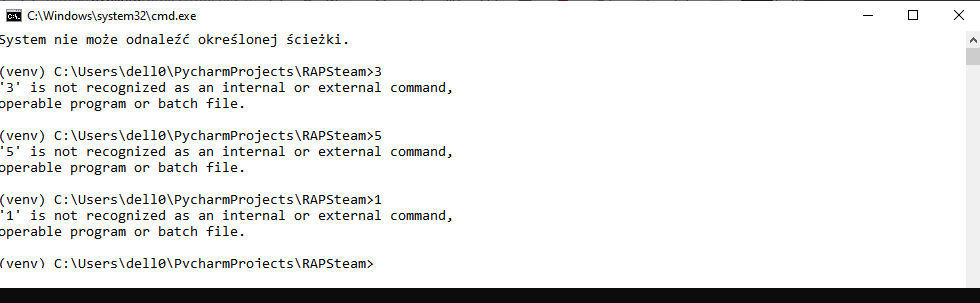 C:\Windows\system32\cmd.exe
System nie może odnaleźć określonej ścieżki.
(venv) C:\Users\dell0\PycharmProjects\RAPSteam>3
'3' is not recognized as an internal or external command,
operable program or batch file.
(venv) C:\Users\dell0\PycharmProjects\RAPSteam>5
'5' is not recognized as an internal or external command,
operable program or batch file.
(venv) C:\Users\dell0\PycharmProjects\RAPSteam>1
'1' is not recognized as an internal or external command,
operable program or batch file.
(venv) C:\Users\dell0\PycharmProjects\RAPSteam>